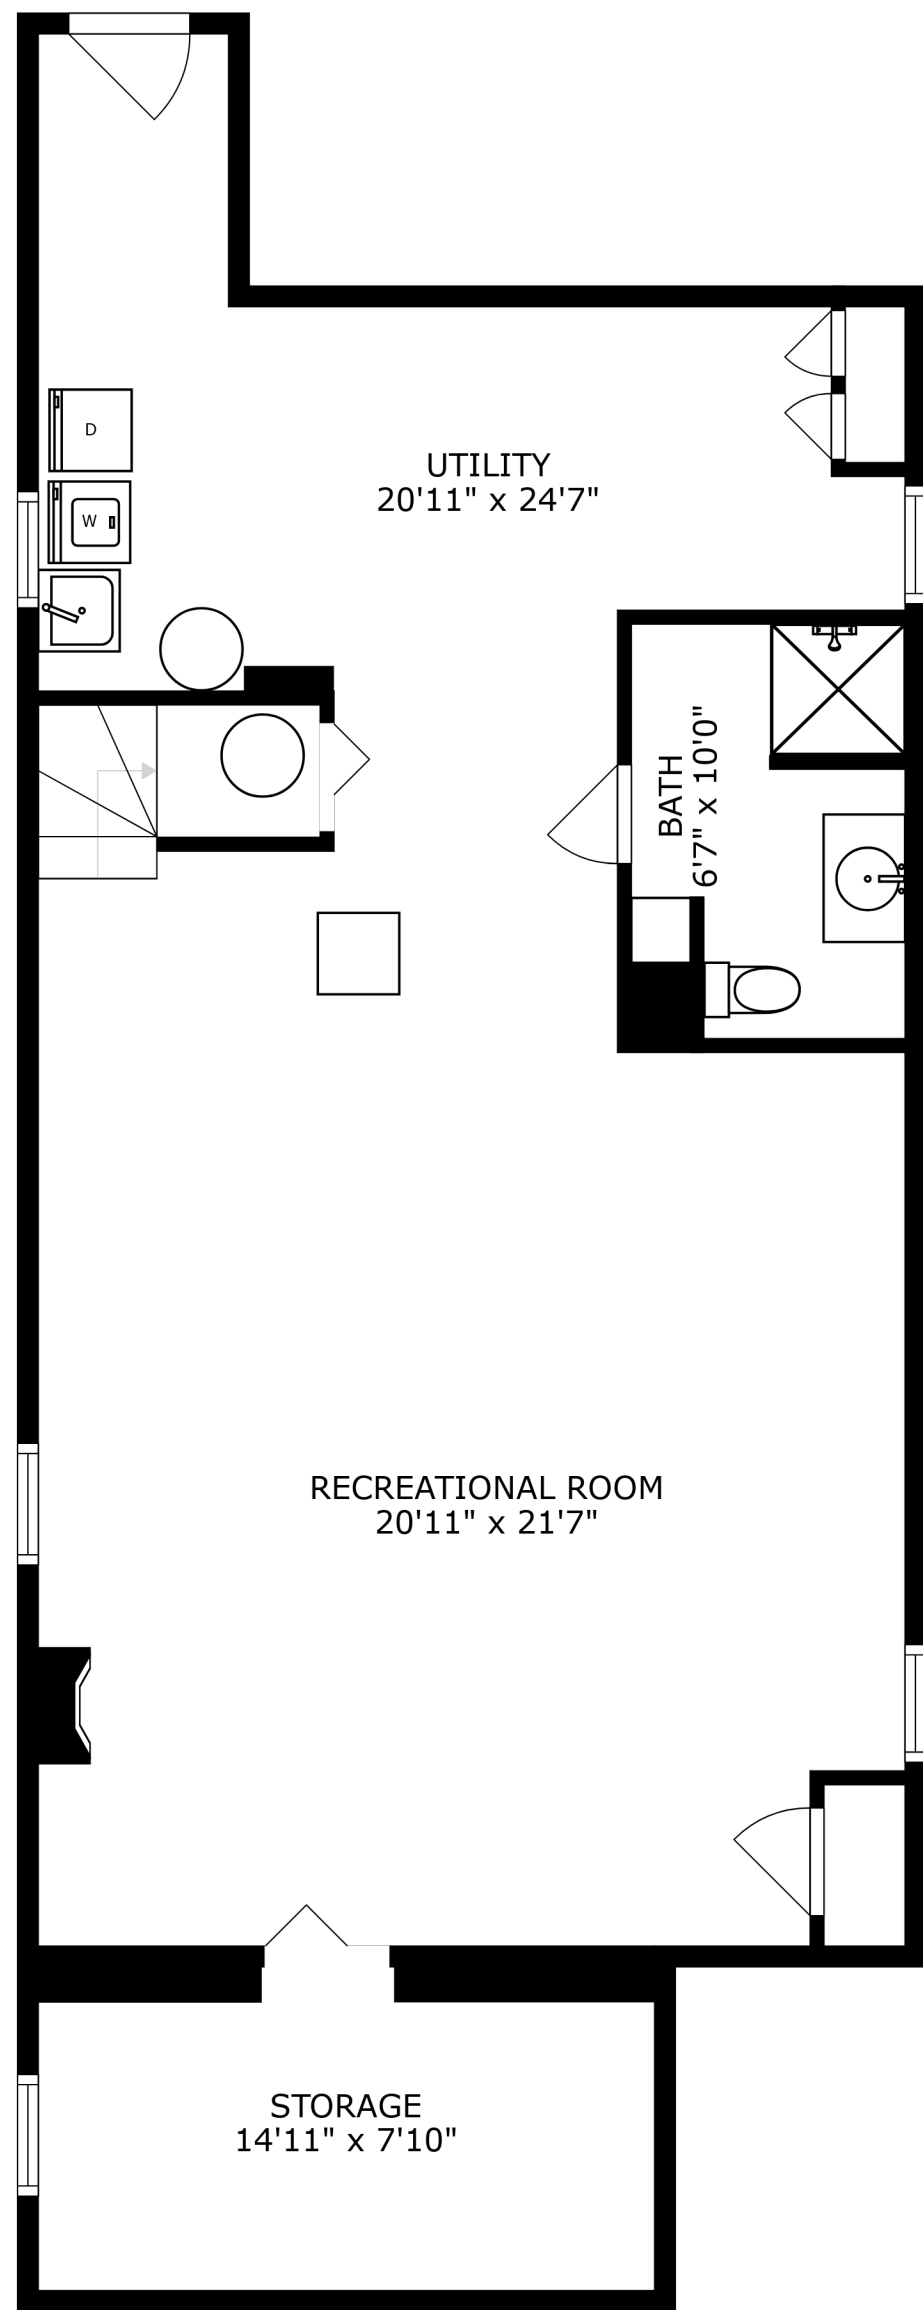 D
W
UTILITY
20'11" x 24'7"
BATH
6'7" x 10'0"
RECREATIONAL ROOM
20'11" x 21'7"
STORAGE
14'11" x 7'10"